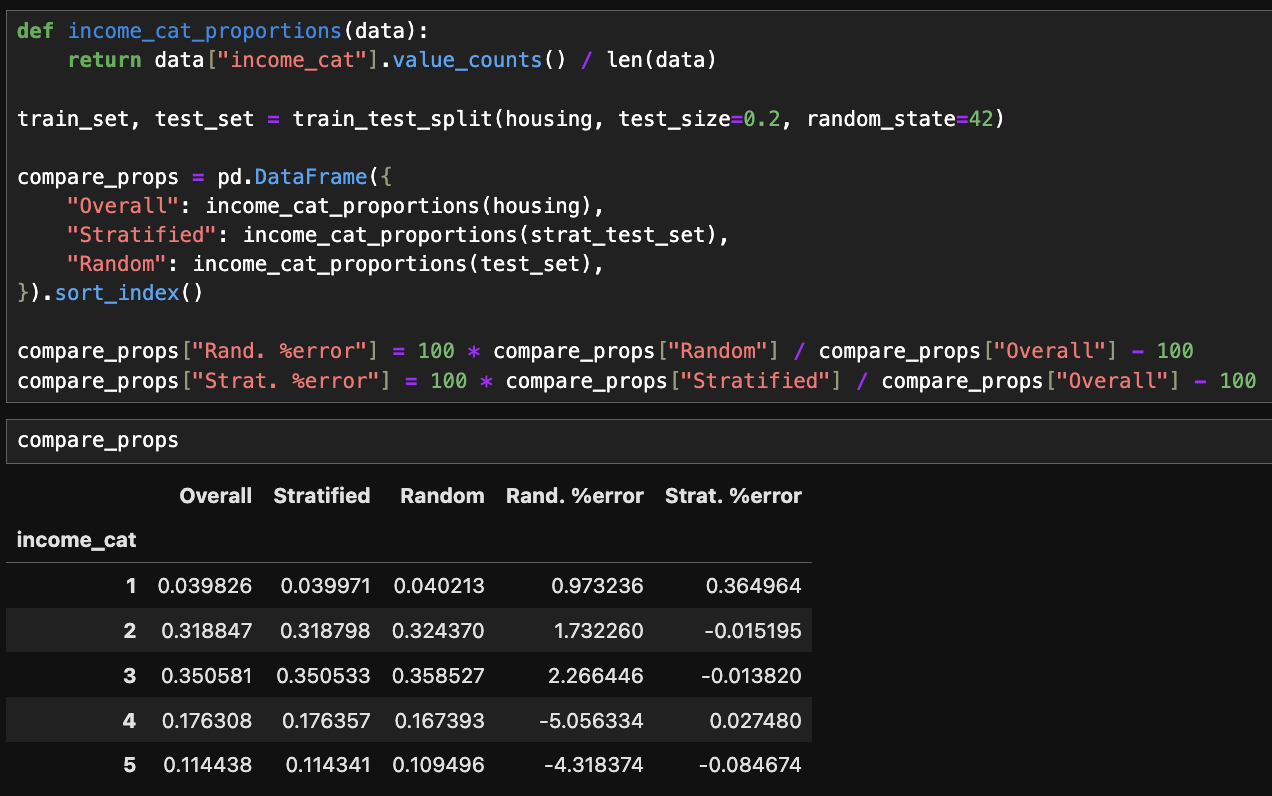 def income_cat_proportions(data):
    return data["income_cat"].value_counts() / len(data)

train_set, test_set = train_test_split(housing, test_size=0.2, random_state=42)

compare_props = pd.DataFrame({
    "Overall": income_cat_proportions(housing),
    "Stratified": income_cat_proportions(strat_test_set),
    "Random": income_cat_proportions(test_set),
}).sort_index()

compare_props["Rand. %error"] = 100 * compare_props["Random"] / compare_props["Overall"] - 100
compare_props["Strat. %error"] = 100 * compare_props["Stratified"] / compare_props["Overall"] - 100
compare_props
Overall Stratified Random Rand. %error Strat. %error
income_cat
1 0.039826 0.039971 0.040213 0.973236 0.364964
2 0.318847 0.318798 0.324370 1.732260 -0.015195
3 0.350581 0.350533 0.358527 2.266446 -0.013820
4 0.176308 0.176357 0.167393 -5.056334 0.027480
5 0.114438 0.114341 0.109496 -4.318374 -0.084674